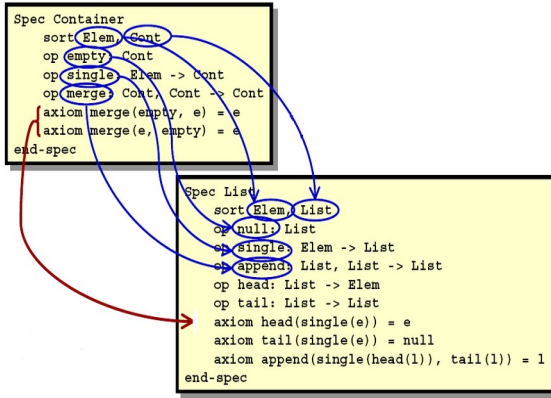 Spec Container
sort Elem, Cont
op empty: Cont
op single: Elem -> Cont
op merge: Cont, Cont -> Cont
axiom merge(empty, e) = e
axiom merge(e, empty) = e
end-spec
Spec List
sort Elem, List
op null: List
op single: Elem -> List
op append: List, List -> List
op head: List -> Elem
op tail: List -> List
axiom head(single(e)) = e
axiom tail(single(e)) = null
axiom append(single(head(l)), tail(l)) = l
end-spec